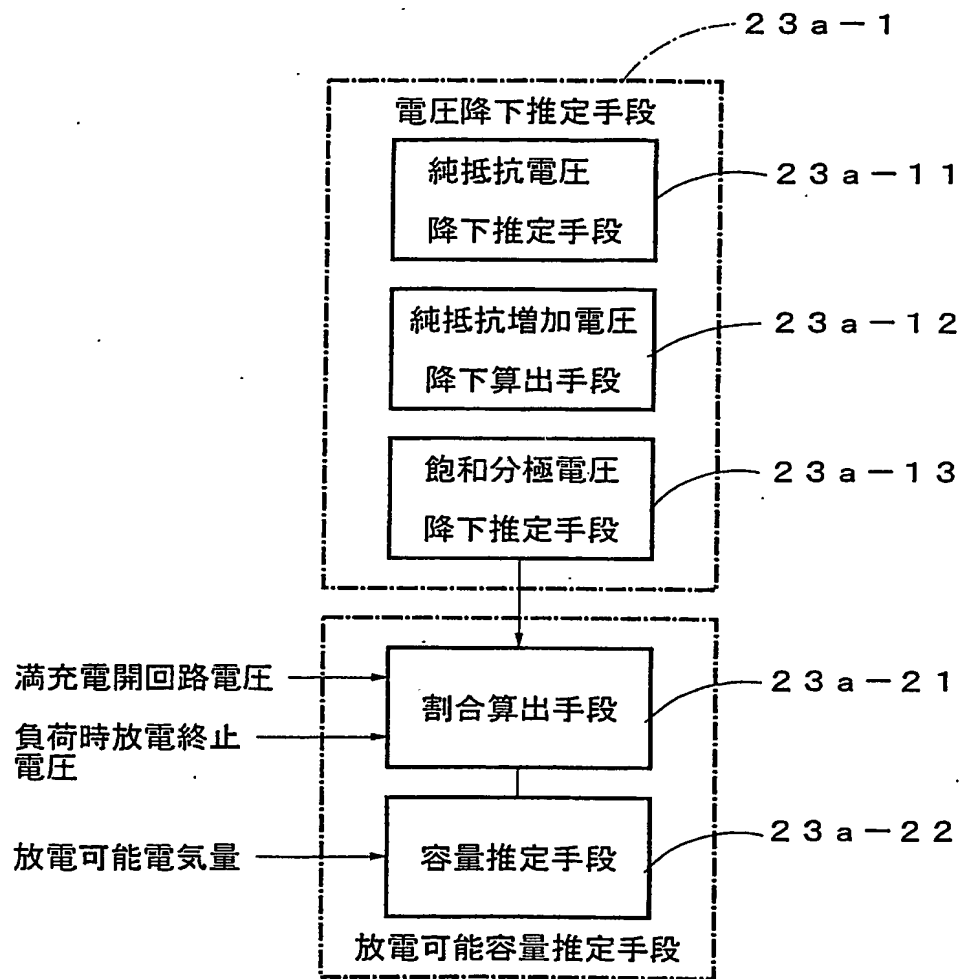 23a-1
電圧降下推定手段
純抵抗電圧
降下推定手段
23a-11
純抵抗増加電圧
降下算出手段
23a-12
飽和分極電圧
降下推定手段
23a-13
満充電開回路電圧
負荷時放電終止
電圧
割合算出手段
23a-21
放電可能電気量
容量推定手段
23a-22
放電可能容量推定手段